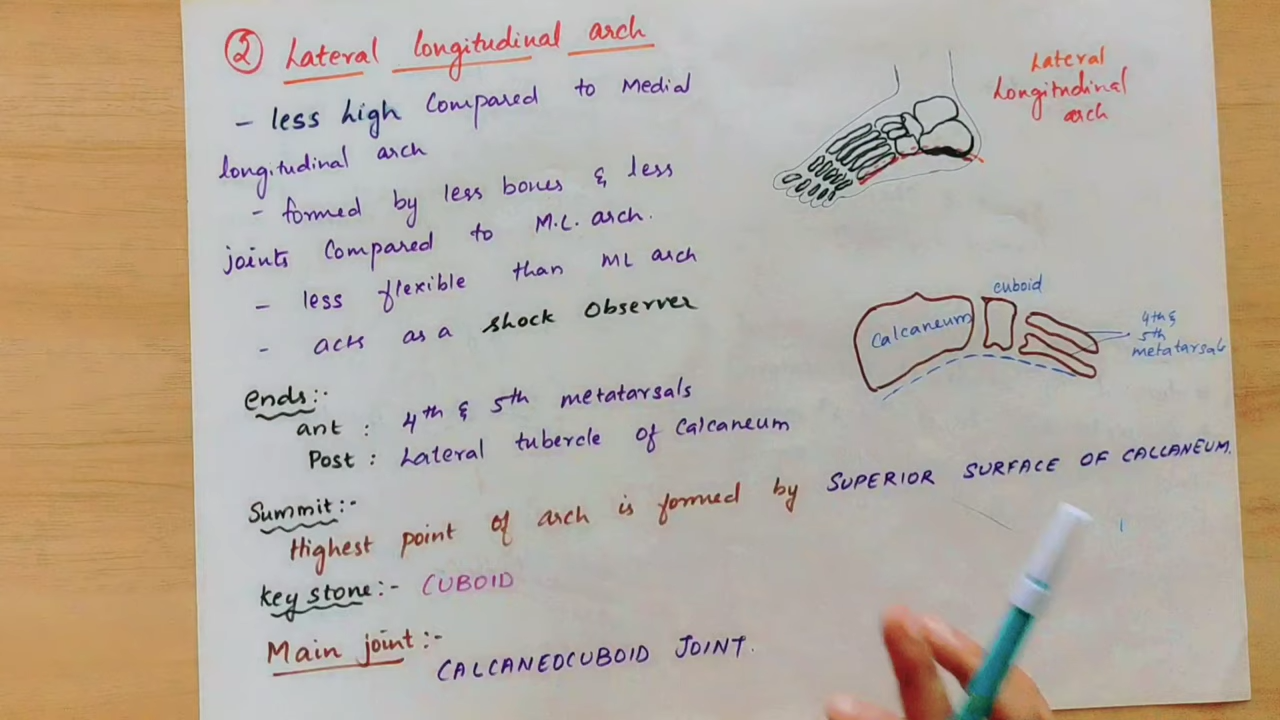 ② Lateral longitudinal arch
- less high compared to Medial
longitudinal arch
- formed by less bones & less
joints compared to M.L. arch.
- less flexible than ML arch
- acts as a shock observer
ends:-
ant : 4th & 5th metatarsals
Post : Lateral tubercle of calcaneum
Summit:-
Highest point of arch is formed by SUPERIOR SURFACE OF CALCANEUM.
key stone:- CUBOID
Main joint:-
CALCANEOCUBOID JOINT.
Lateral
Longitudinal
arch
cuboid
Calcaneum
4th &
5th
metatarsals